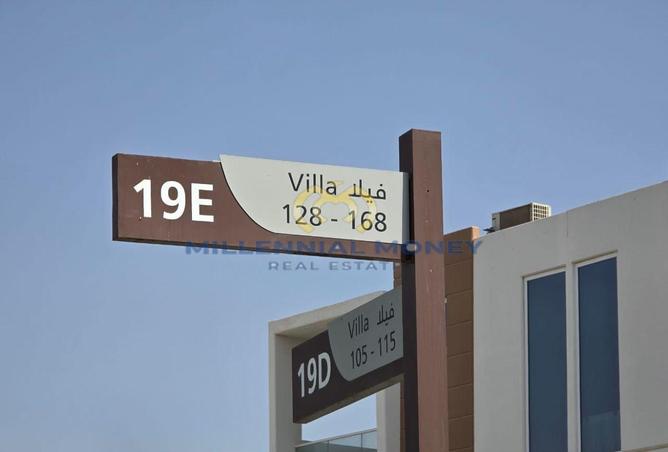 19E
Villa فيلا
128 - 168
MILLENNIAL MONEY
REAL ESTATE
19D
Villa فيلا
105 - 115